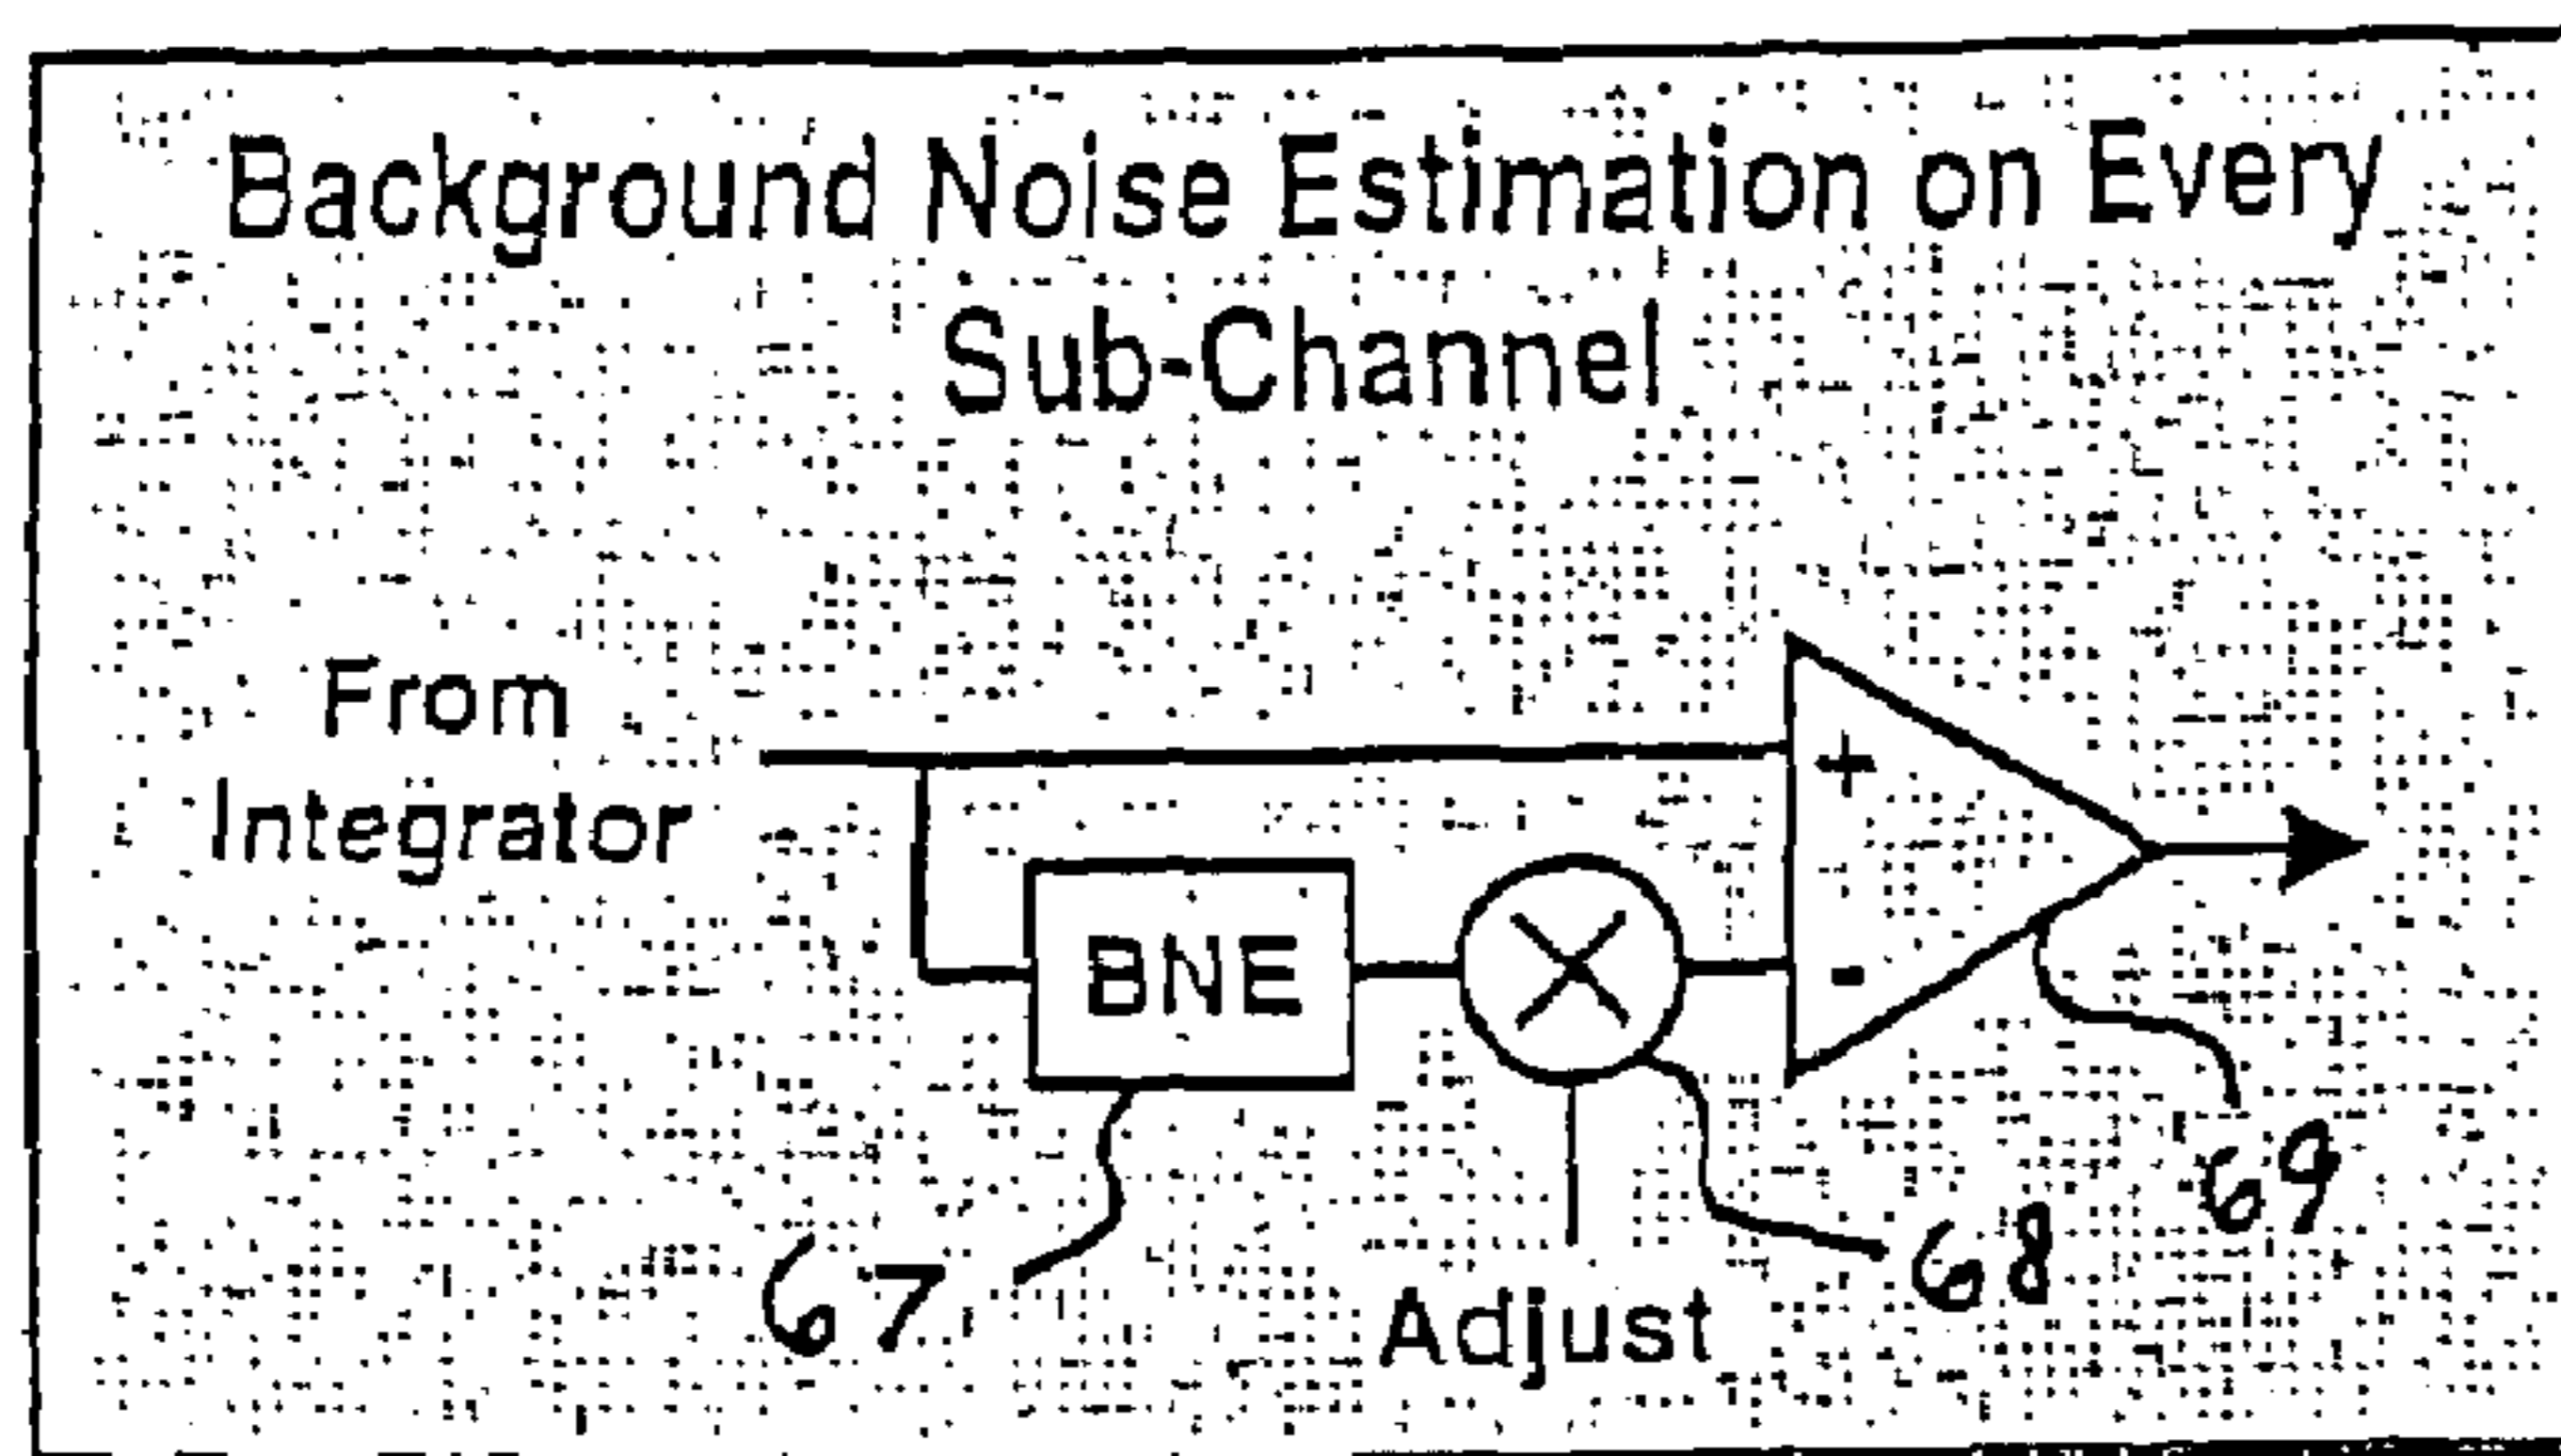 Background Noise Estimation on Every
Sub-Channel
From
Integrator
+
-
BNE
67
Adjust
68
69